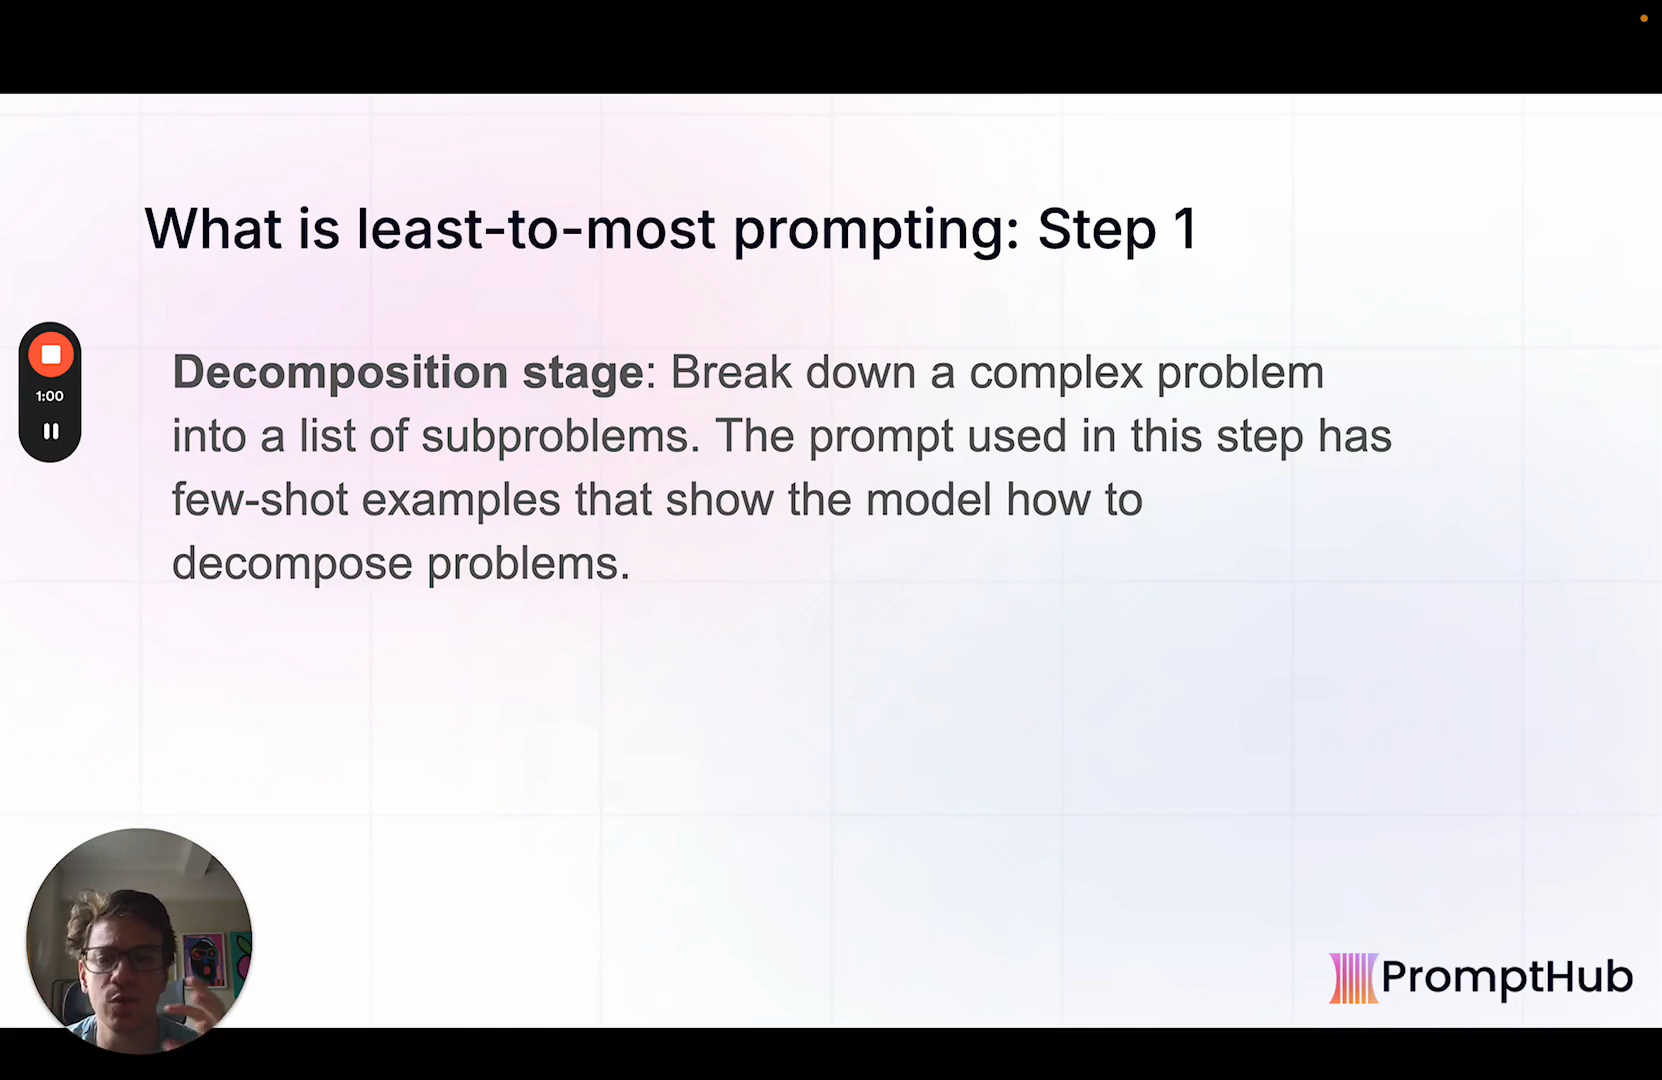 What is least-to-most prompting: Step 1
Decomposition stage: Break down a complex problem
into a list of subproblems. The prompt used in this step has
few-shot examples that show the model how to
decompose problems.
1:00
PromptHub